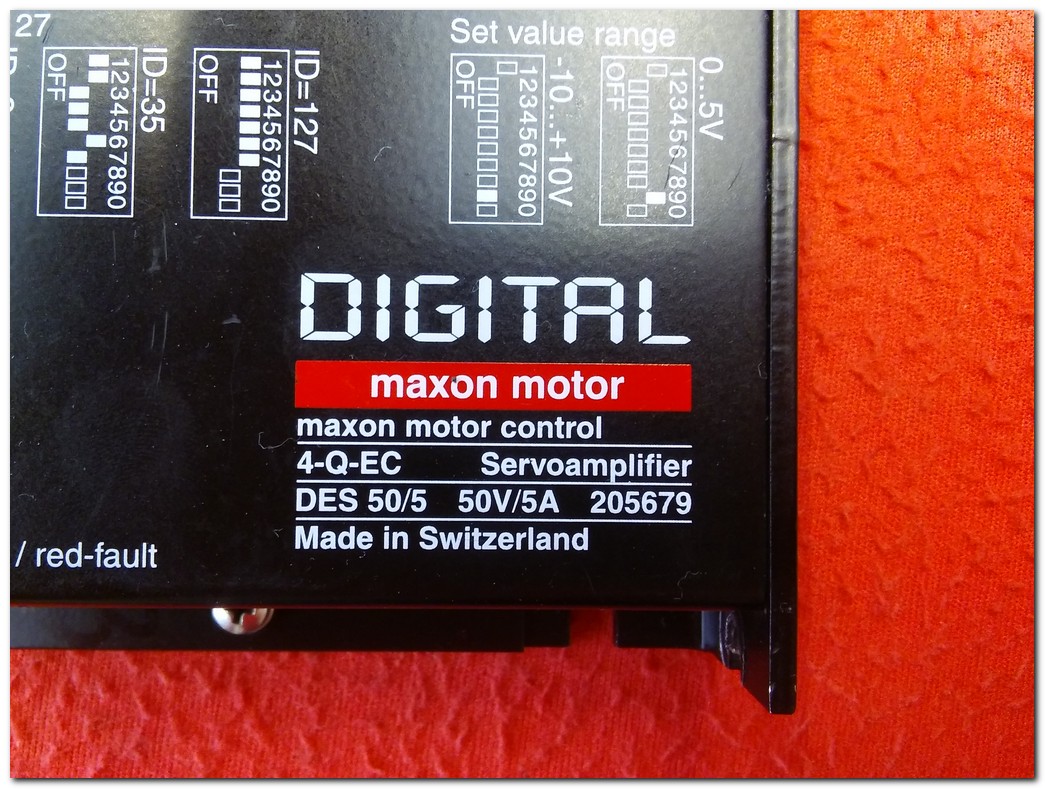 27
Set value range
ID=35
1234567890
OFF
ID=127
1234567890
OFF
-10...+10V
1234567890
OFF
0...5V
1234567890
OFF
DIGITAL
maxon motor
maxon motor control
4-Q-EC Servoamplifier
DES 50/5 50V/5A 205679
Made in Switzerland
/ red-fault